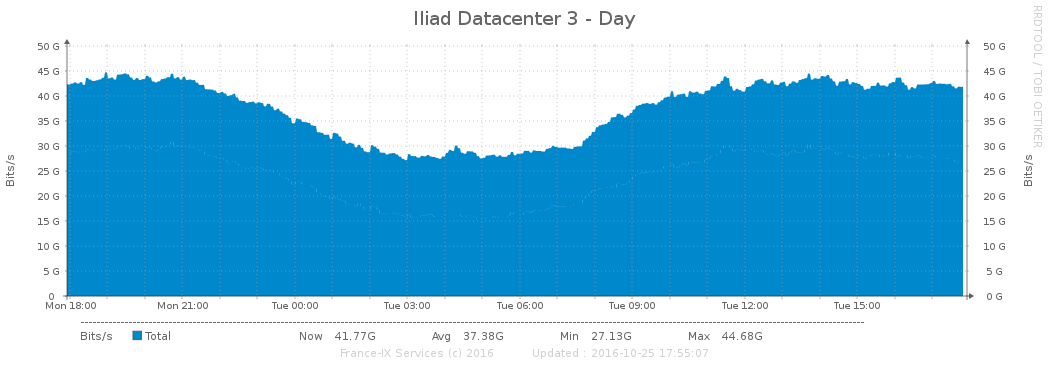 Iliad Datacenter 3 - Day
RRDTOOL / TOBI OETIKER
Bits/s
50 G 50 G
45 G 45 G
40 G 40 G
35 G 35 G
30 G 30 G
25 G 25 G
20 G 20 G
15 G 15 G
10 G 10 G
5 G 5 G
0 0 G
Bits/s
Mon 18:00 Mon 21:00 Tue 00:00 Tue 03:00 Tue 06:00 Tue 09:00 Tue 12:00 Tue 15:00
Bits/s Total Now 41.77G Avg 37.38G Min 27.13G Max 44.68G
France-IX Services (c) 2016 Updated : 2016-10-25 17:55:07